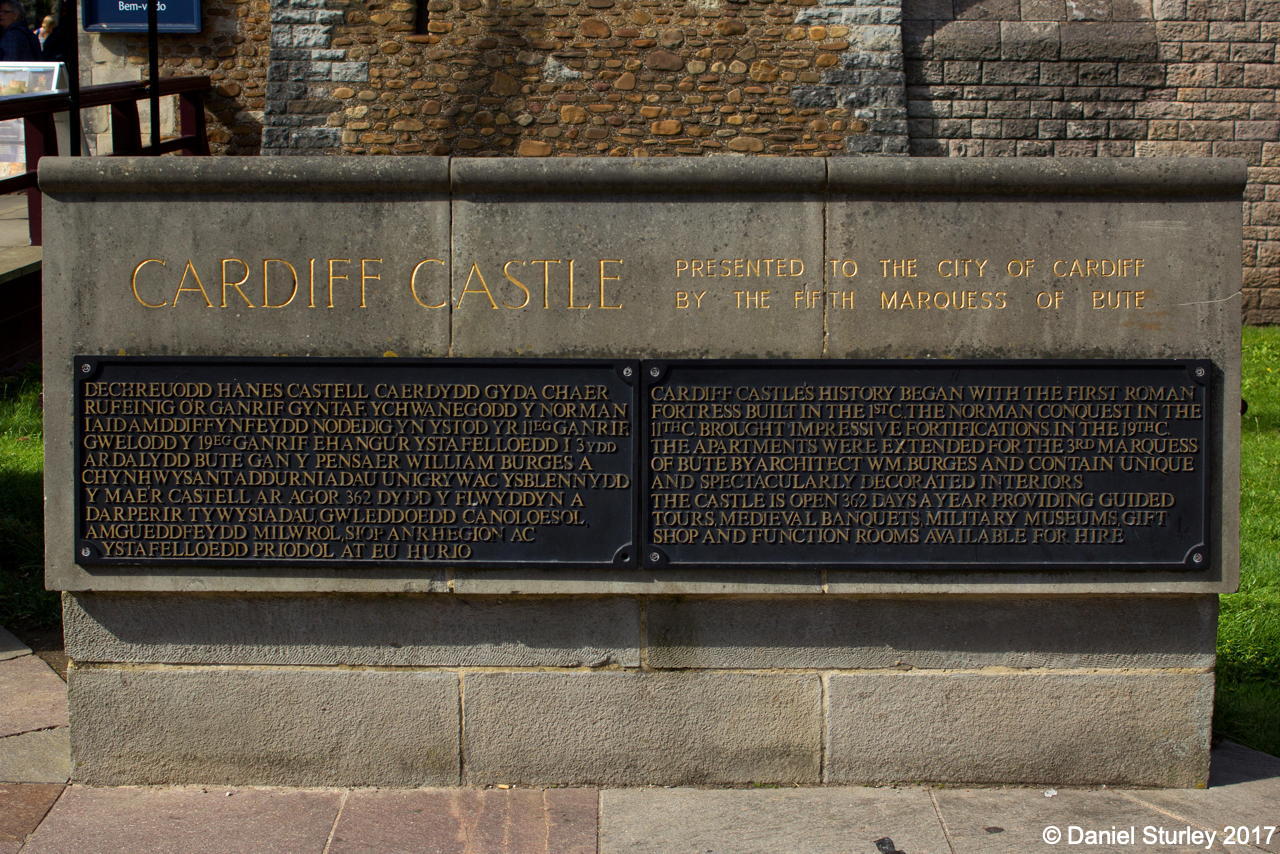 Bem-vindo
CARDIFF CASTLE
PRESENTED TO THE CITY OF CARDIFF
BY THE FIFTH MARQUESS OF BUTE
DECHREUODD HANES CASTELL CAERDYDD GYDA CHAER
RUFEINIG O'R GANRIF GYNTAF. YCHWANEGODD Y NORMAN
IAID AMDDIFFYNFEYDD NODEDIG YN YSTOD YR 11EG GANRIF.
GWELODD Y 19EG GANRIF EHANGU'R YSTAFELLOEDD I 3YDD
ARDALYDD BUTE GAN Y PENSAER WILLIAM BURGES A
CHYNHWYSANT ADDURNIADAU UNIGRYW AC YSBLENNYDD
Y MAE'R CASTELL AR AGOR 362 DYDD Y FLWYDDYN A
DARPERIR TYWYSIADAU, GWLEDDOEDD CANOLOESOL,
AMGUEDDFEYDD MILWROL, SIOP ANRHEGION AC
YSTAFELLOEDD PRIODOL AT EU HURIO
CARDIFF CASTLE'S HISTORY BEGAN WITH THE FIRST ROMAN
FORTRESS BUILT IN THE 1ST C. THE NORMAN CONQUEST IN THE
11TH C. BROUGHT IMPRESSIVE FORTIFICATIONS. IN THE 19TH C.
THE APARTMENTS WERE EXTENDED FOR THE 3RD MARQUESS
OF BUTE BY ARCHITECT WM. BURGES AND CONTAIN UNIQUE
AND SPECTACULARLY DECORATED INTERIORS
THE CASTLE IS OPEN 362 DAYS A YEAR PROVIDING GUIDED
TOURS, MEDIEVAL BANQUETS, MILITARY MUSEUMS, GIFT
SHOP AND FUNCTION ROOMS AVAILABLE FOR HIRE
© Daniel Sturley 2017